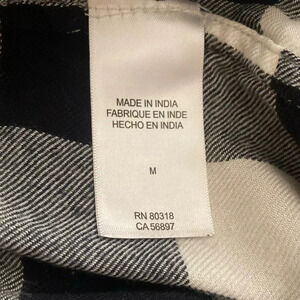 MADE IN INDIA
FABRIQUE EN INDE
HECHO EN INDIA
M
RN 80318
CA 56897